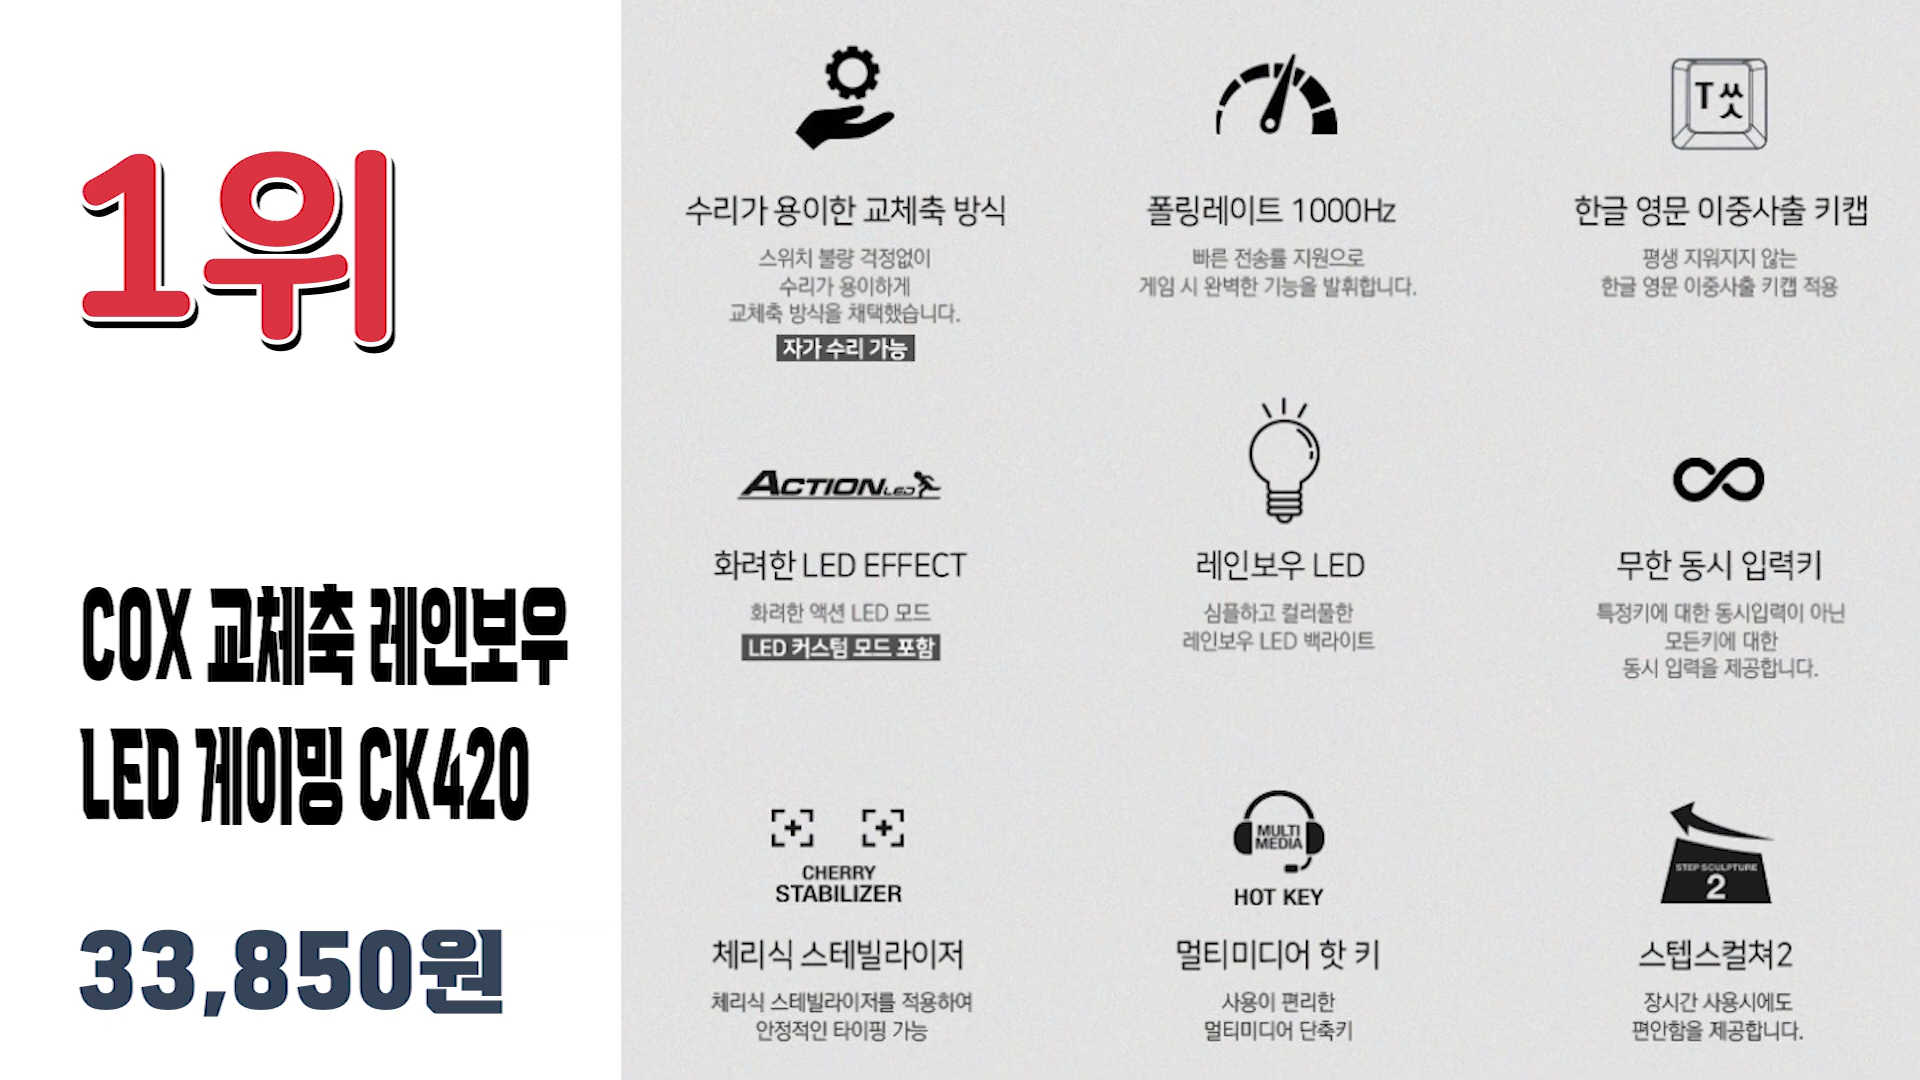 1위
COX 교체축 레인보우
LED 게이밍 CK420
33,850원
수리가 용이한 교체축 방식
스위치 불량 걱정없이
수리가 용이하게
교체축 방식을 채택했습니다.
자가 수리 가능
폴링레이트 1000Hz
빠른 전송률 지원으로
게임 시 완벽한 기능을 발휘합니다.
T ㅆ ㅅ
한글 영문 이중사출 키캡
평생 지워지지 않는
한글 영문 이중사출 키캡 적용
ACTION LED
화려한 LED EFFECT
화려한 액션 LED 모드
LED 커스텀 모드 포함
레인보우 LED
심플하고 컬러풀한
레인보우 LED 백라이트
무한 동시 입력키
특정키에 대한 동시입력이 아닌
모든키에 대한
동시 입력을 제공합니다.
CHERRY
STABILIZER
체리식 스테빌라이저
체리식 스테빌라이저를 적용하여
안정적인 타이핑 가능
MULTI
MEDIA
HOT KEY
멀티미디어 핫 키
사용이 편리한
멀티미디어 단축키
STEP SCULPTURE
2
스텝스컬쳐2
장시간 사용시에도
편안함을 제공합니다.